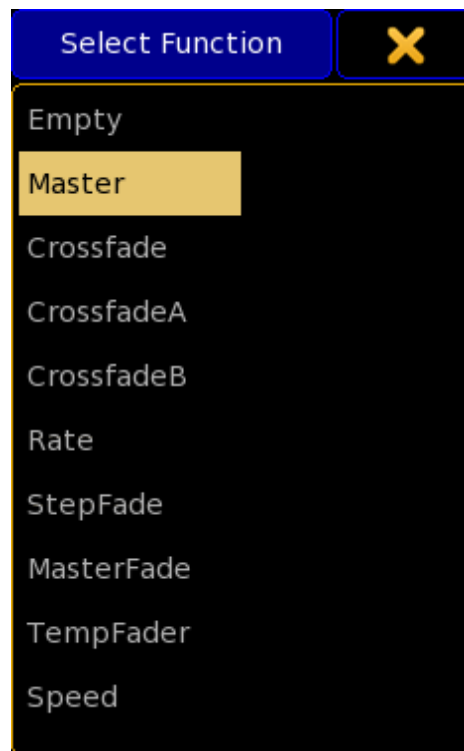 Select Function
Empty
Master
Crossfade
CrossfadeA
CrossfadeB
Rate
StepFade
MasterFade
TempFader
Speed